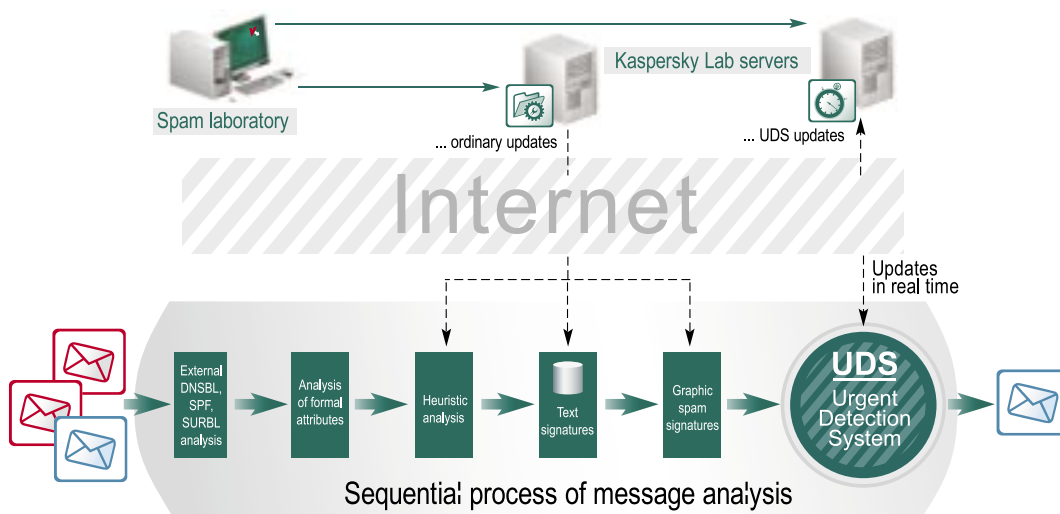 Kaspersky Lab servers
Spam laboratory
... ordinary updates
... UDS updates
Internet
Updates
in real time
External
DNSBL,
SPF,
SURBL
analysis
Analysis
of formal
attributes
Heuristic
analysis
Text
signatures
Graphic
spam
signatures
UDS
Urgent
Detection
System
Sequential process of message analysis